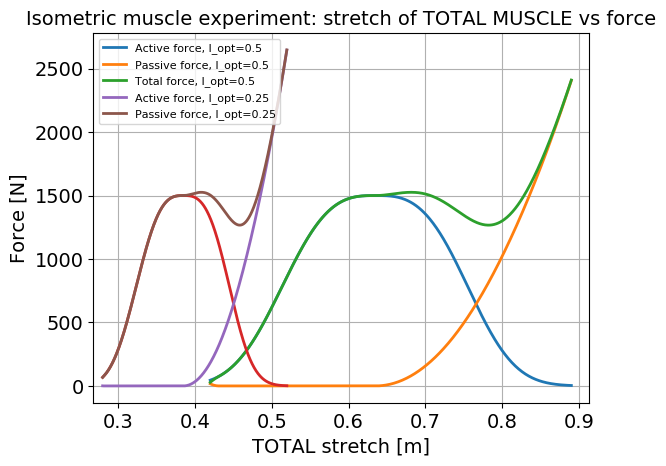 Isometric muscle experiment: stretch of TOTAL MUSCLE vs force
Active force, l_opt=0.5
Passive force, l_opt=0.5
Total force, l_opt=0.5
Active force, l_opt=0.25
Passive force, l_opt=0.25
2500
2000
1500
1000
500
0
Force [N]
0.3 0.4 0.5 0.6 0.7 0.8 0.9
TOTAL stretch [m]